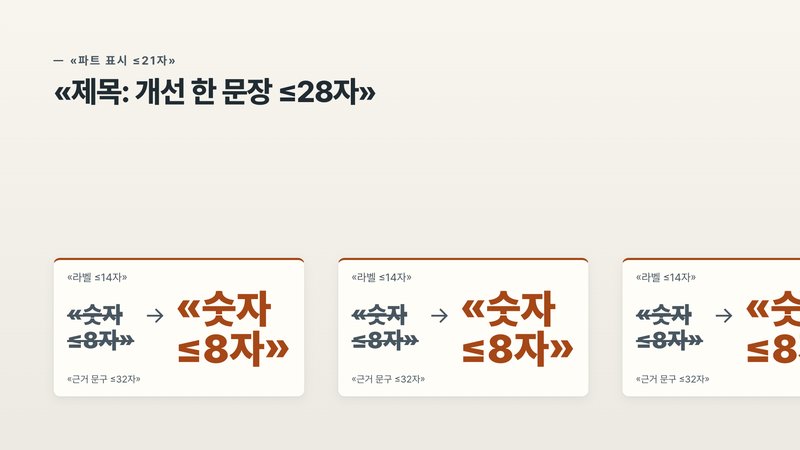 — «파트 표시 ≤21자»
«제목: 개선 한 문장 ≤28자»
«라벨 ≤14자»
«숫자
≤8자»
→
«숫자
≤8자»
«근거 문구 ≤32자»
«라벨 ≤14자»
«숫자
≤8자»
→
«숫자
≤8자»
«근거 문구 ≤32자»
«라벨 ≤14자»
«숫자
≤8자»
→
«숫
≤8
«근거 문구 ≤32자»